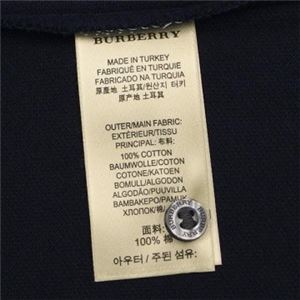 BURBERRY
MADE IN TURKEY
FABRIQUÉ EN TURQUIE
FABRICADO NA TURQUIA
原産地 土耳其 / 원산지 터키
原产地 土耳其
OUTER/MAIN FABRIC:
EXTÉRIEUR/TISSU
PRINCIPAL: 布料:
100% COTTON
BAUMWOLLE/COTON
COTONE/KATOEN
BOMULL/ALGODON
ALGODÃO/PUUVILLA
BAMBAKEPO/PAMUK
面料:
100% 棉
아우터 / 주된 섬유:
BURBERRY